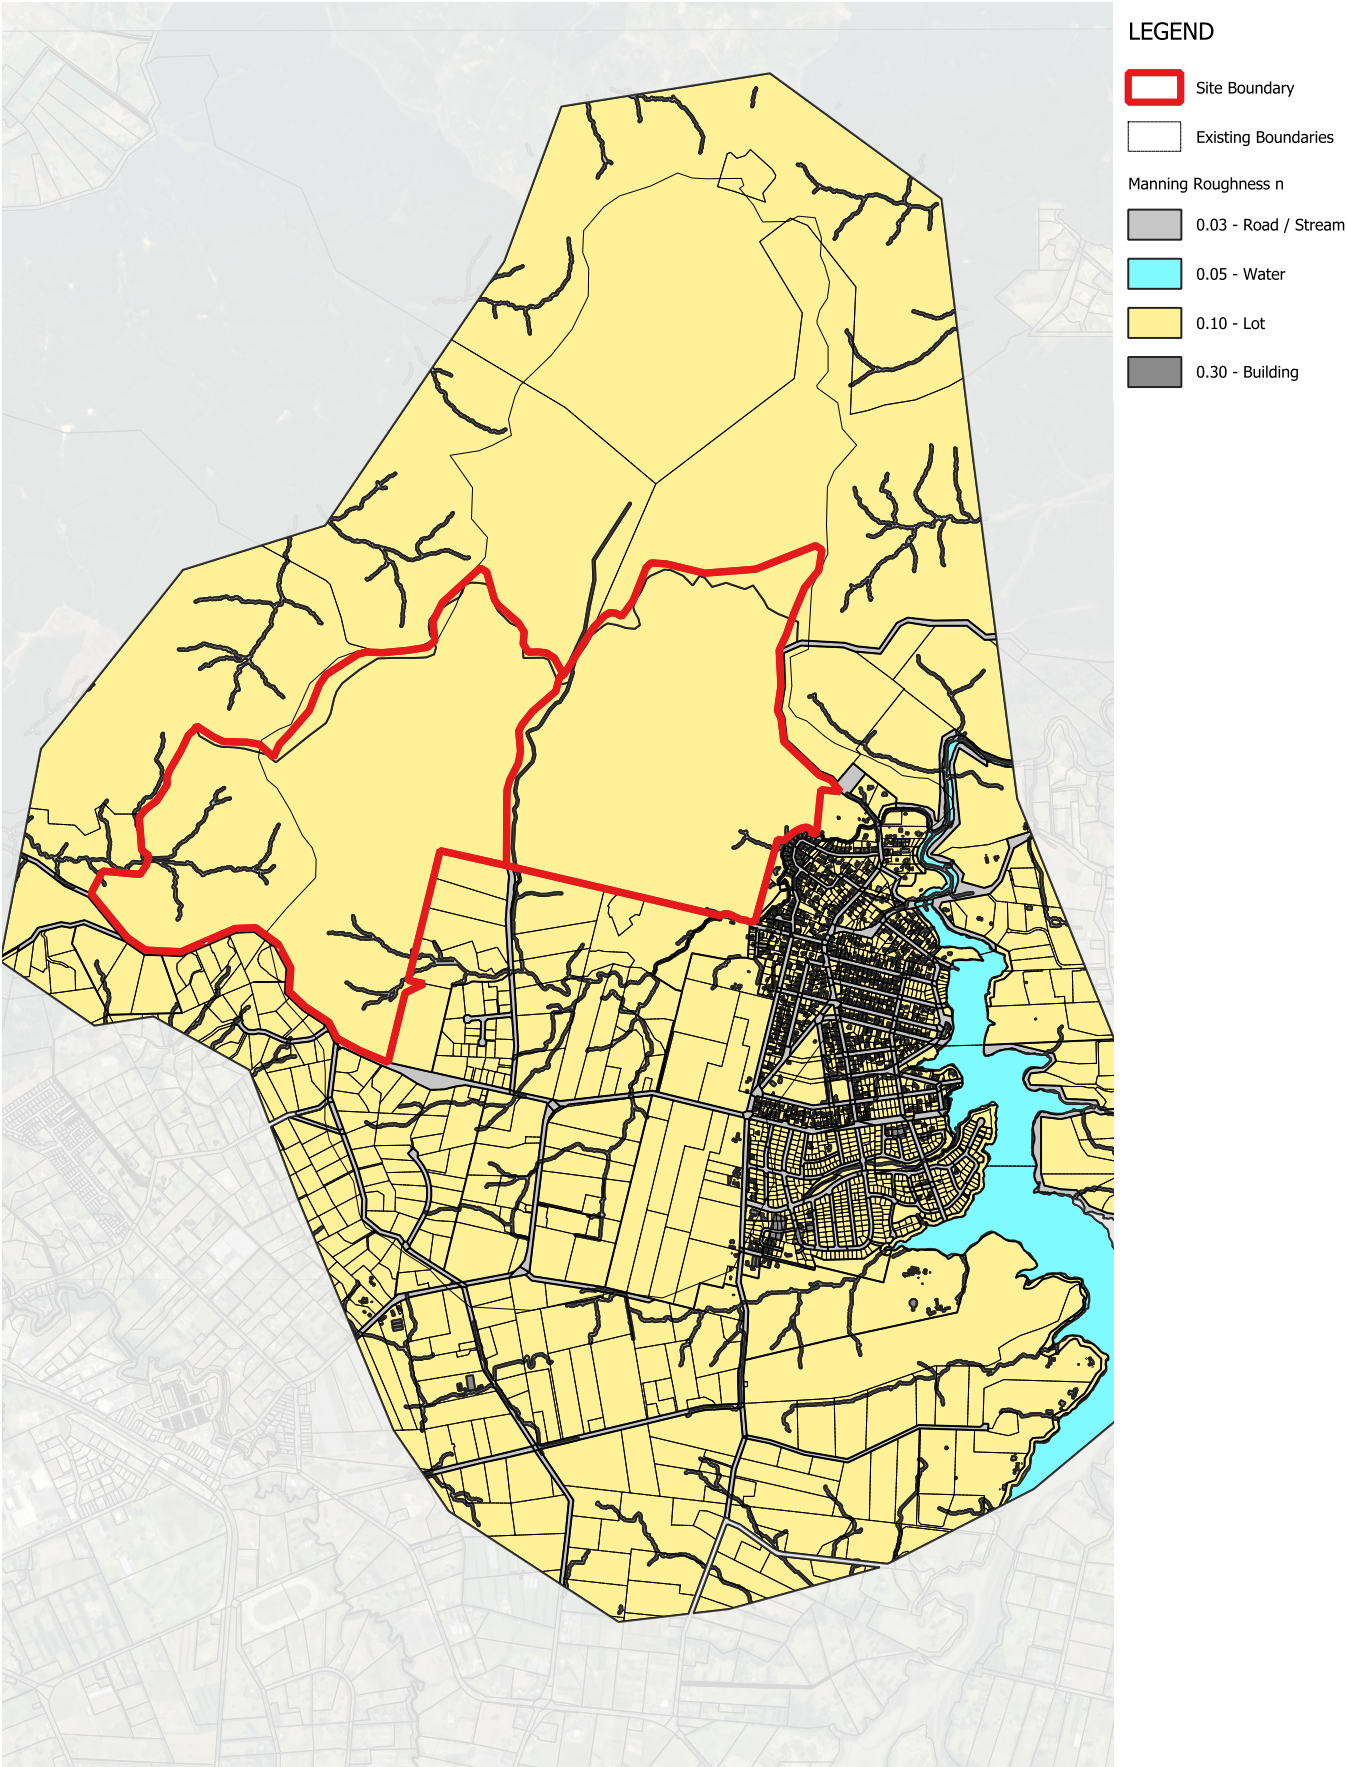 LEGEND
Site Boundary
Existing Boundaries
Manning Roughness n
0.03 - Road / Stream
0.05 - Water
0.10 - Lot
0.30 - Building